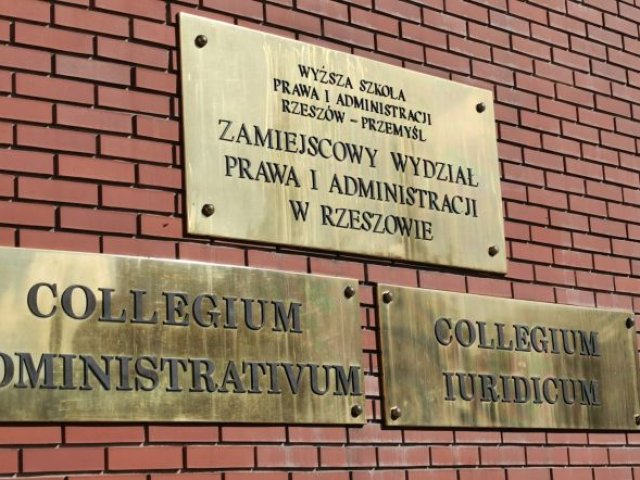 WYŻSZA SZKOŁA
PRAWA I ADMINISTRACJI
RZESZÓW – PRZEMYŚL
ZAMIEJSCOWY WYDZIAŁ
PRAWA I ADMINISTRACJI
W RZESZOWIE
COLLEGIUM
DMINISTRATIVUM
COLLEGIUM
IURIDICUM